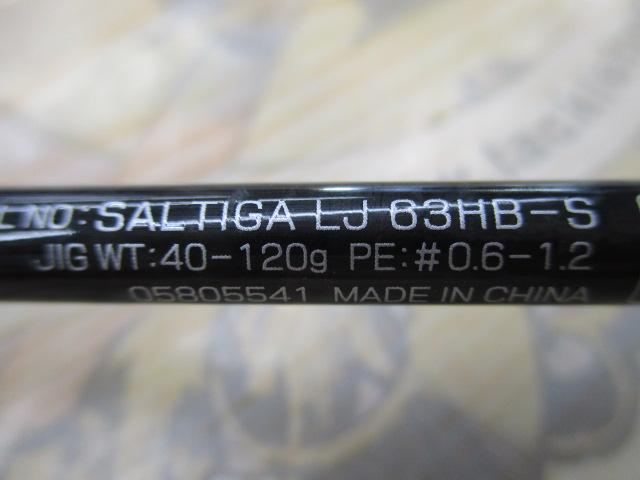 NO: SALTIGA LJ 63HB-S
JIG WT: 40-120g PE: #0.6-1.2
05805541 MADE IN CHINA